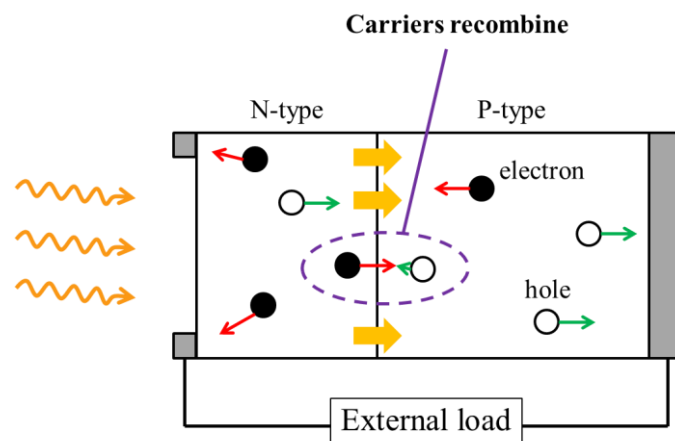 Carriers recombine
N-type
P-type
electron
hole
External load